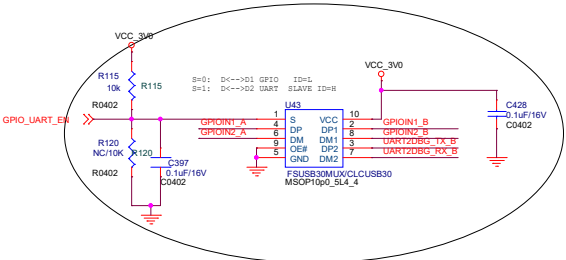 VCC_3V0
R115
10k
R115
R0402
S=0: D<-->D1 GPIO ID=L
S=1: D<-->D2 UART SLAVE ID=H
VCC_3V0
GPIO_UART_EN
U43
1 S VCC 10
GPIOIN1_A 4 DP DP1 2 GPIOIN1_B
GPIOIN2_A 6 DM DM1 8 GPIOIN2_B
9 OE# DP2 3 UART2DBG_TX_B
5 GND DM2 7 UART2DBG_RX_B
FSUSB30MUX/CLCUSB30
MSOP10p0_5L4_4
C428
0.1uF/16V
C0402
R120
NC/10K
R120
R0402
C397
0.1uF/16V
C0402